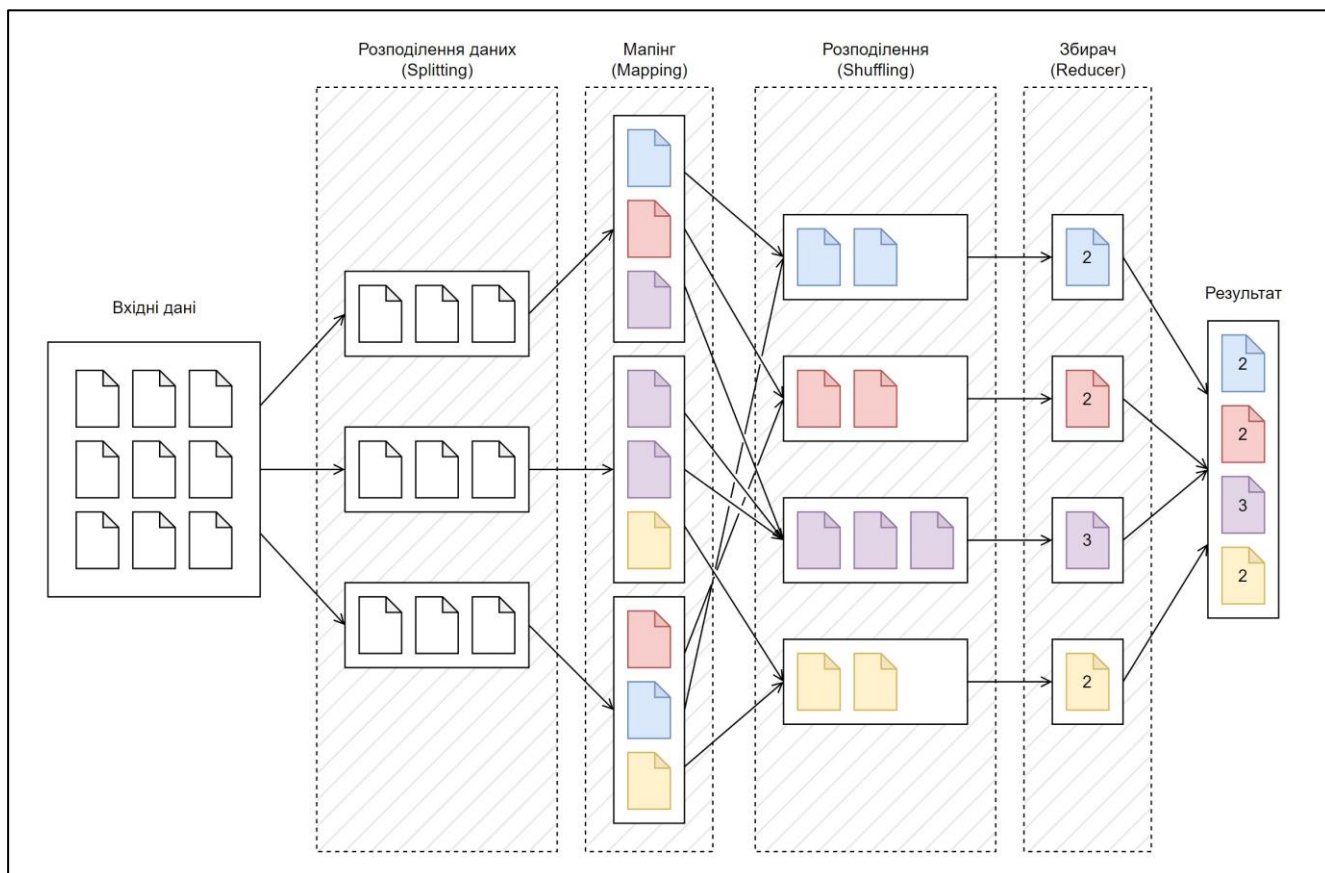 Розподілення даних
(Splitting)
Мапінг
(Mapping)
Розподілення
(Shuffling)
Збирач
(Reducer)
Вхідні дані
Результат
2
2
3
2
2
2
3
2